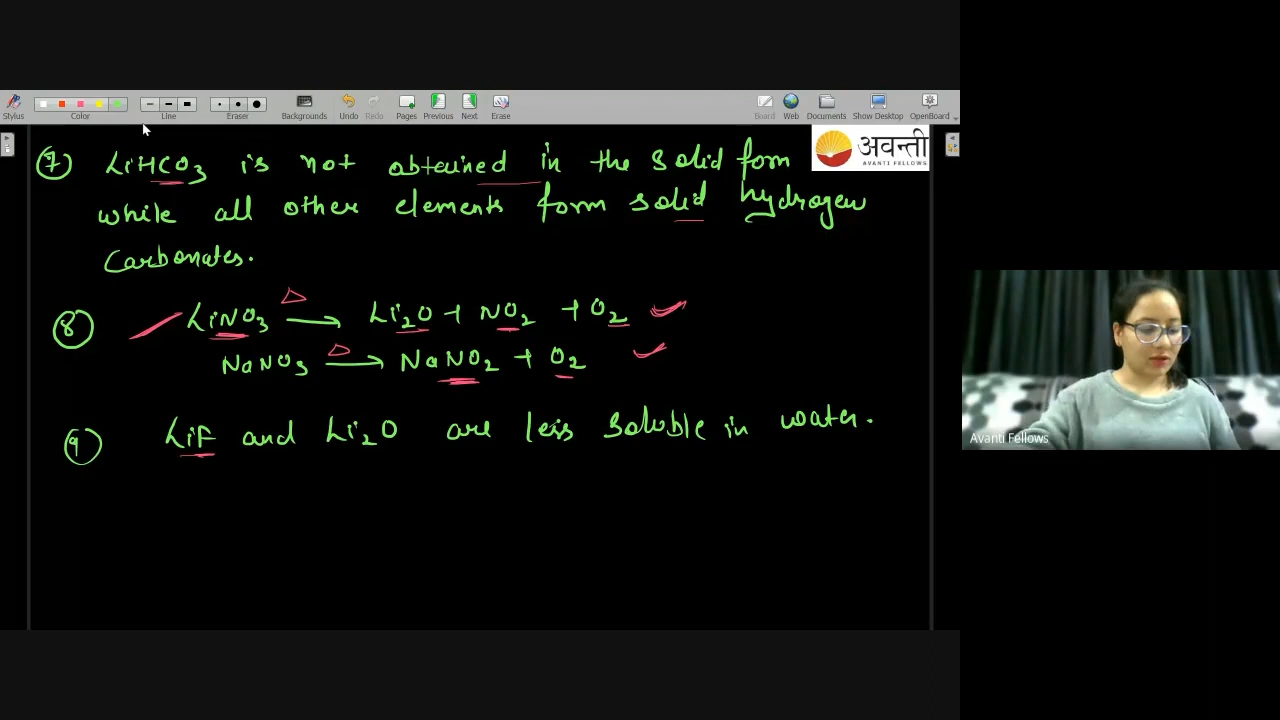 Stylus
Color
Line
Eraser
Backgrounds
Undo
Redo
Pages
Previous
Next
Erase
Board
Web
Documents
Show Desktop
OpenBoard
अवन्ती
AVANTI FELLOWS
(7) LiHCO3 is not obtained in the solid form
while all other elements form solid hydrogen
Carbonates.
(8) LiNO3 Δ→ Li2O + NO2 + O2 ✓
NaNO3 Δ→ NaNO2 + O2 ✓
(9) LiF and Li2O are less soluble in water.
Avanti Fellows